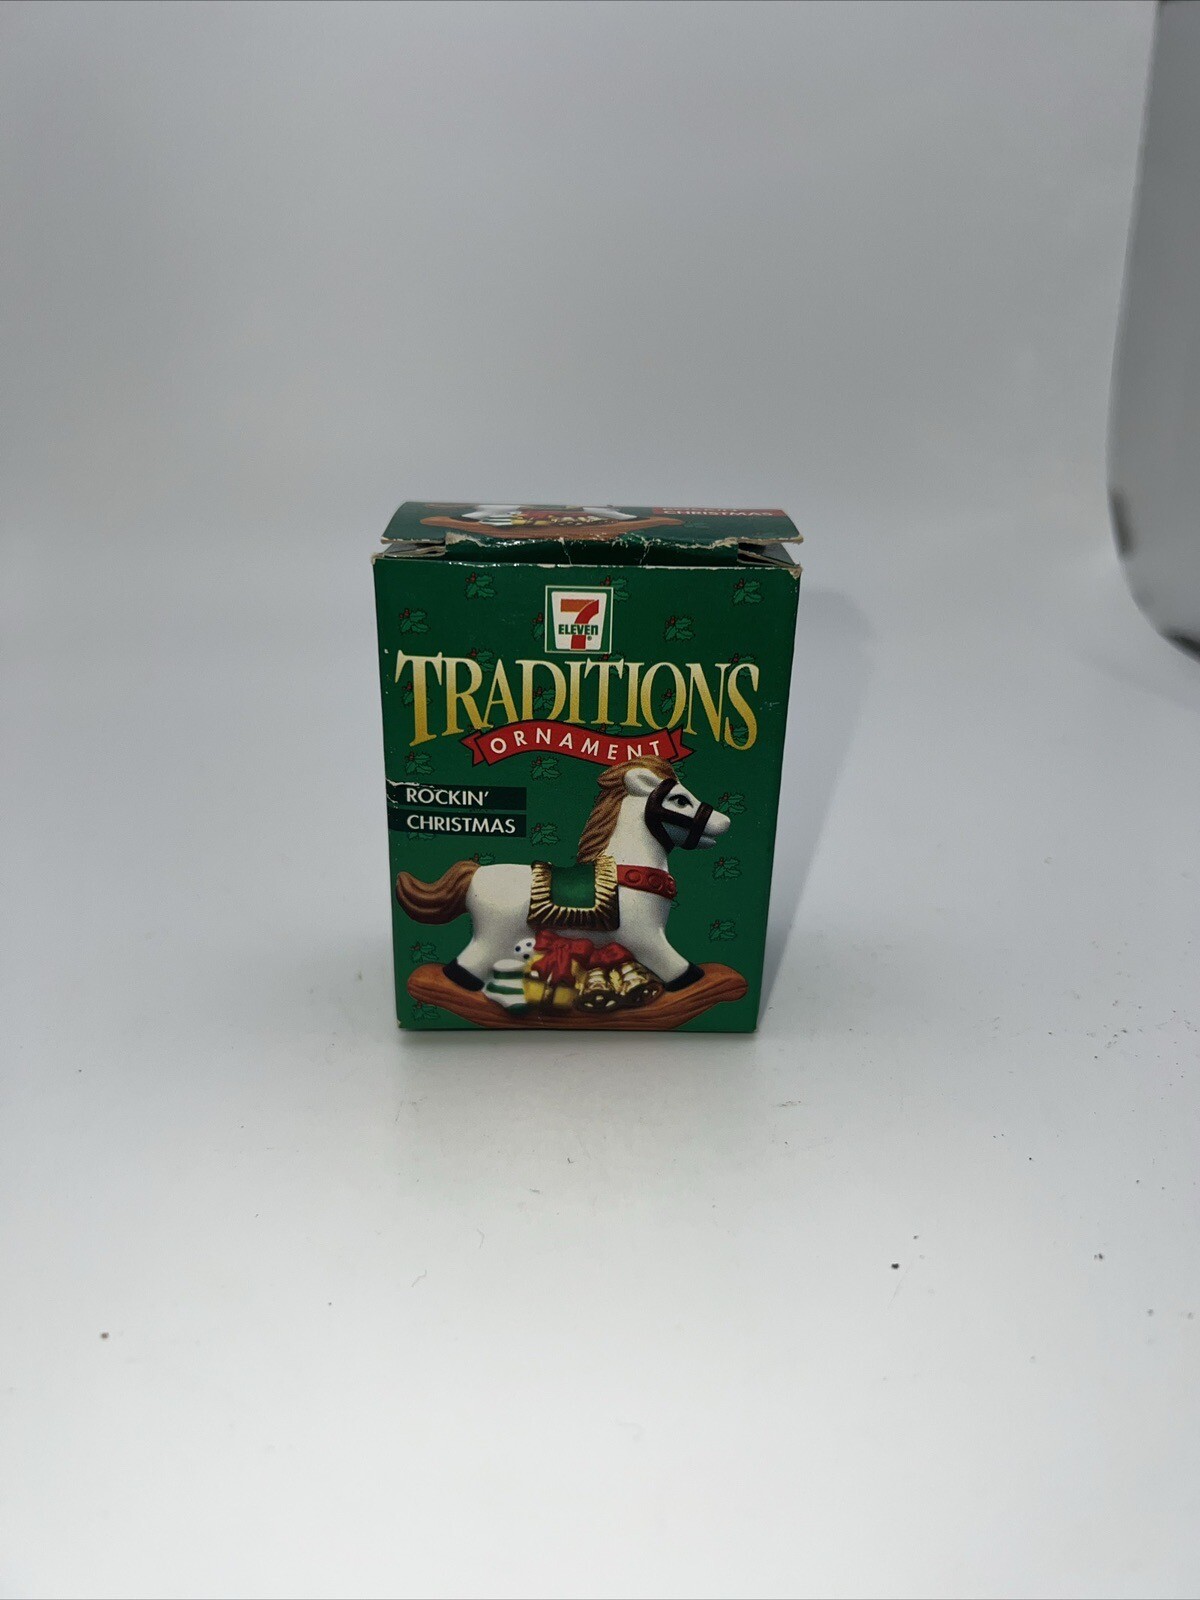 CHRISTMAS
7
ELEVEN
TRADITIONS
ORNAMENT
ROCKIN'
CHRISTMAS